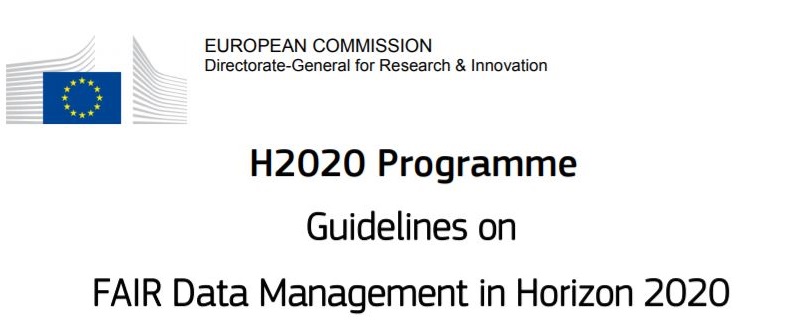 EUROPEAN COMMISSION
Directorate-General for Research & Innovation
H2020 Programme
Guidelines on
FAIR Data Management in Horizon 2020